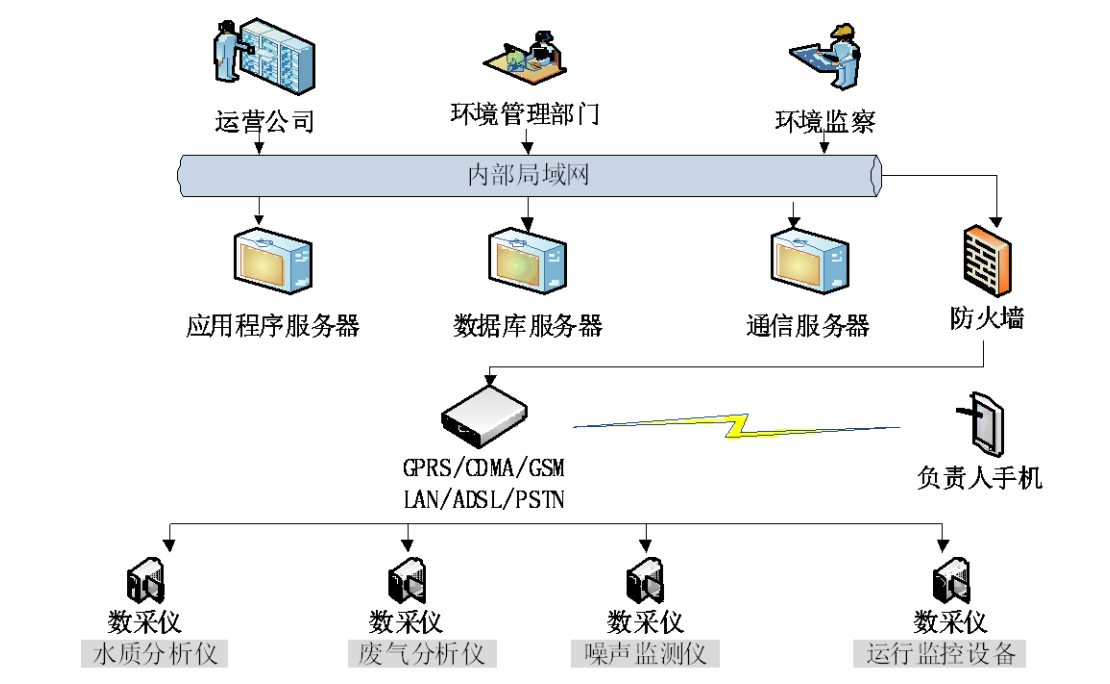 运营公司
环境管理部门
环境监察
内部局域网
应用程序服务器
数据库服务器
通信服务器
防火墙
GPRS/CDMA/GSM
LAN/ADSL/PSTN
负责人手机
数采仪
水质分析仪
数采仪
废气分析仪
数采仪
噪声监测仪
数采仪
运行监控设备